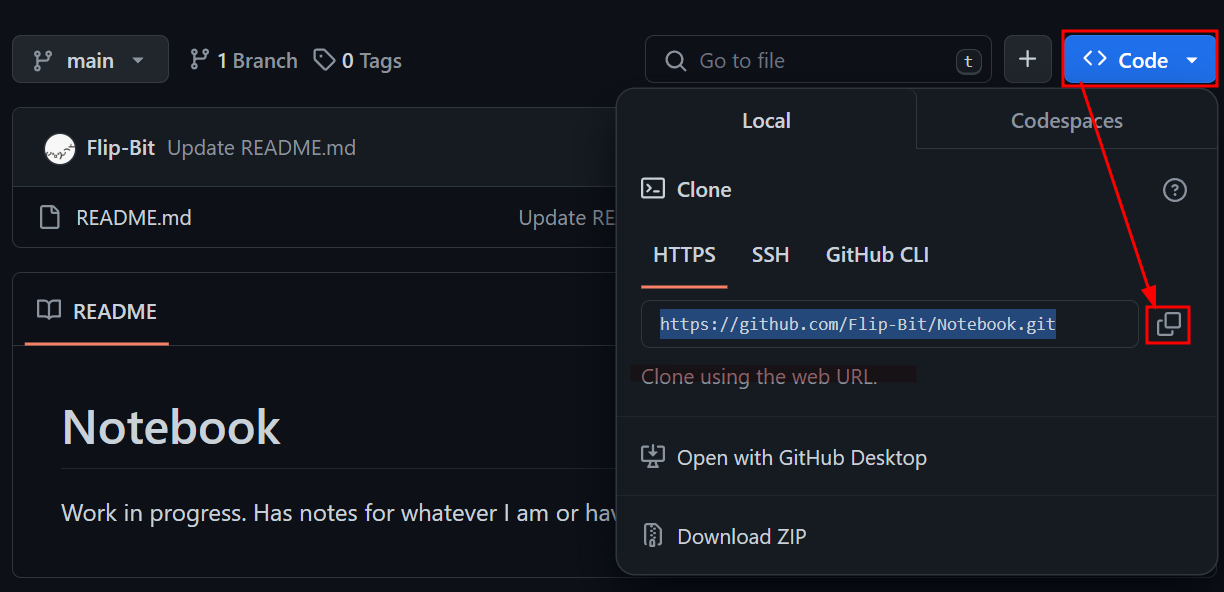 main 1 Branch 0 Tags Go to file t Code
Local Codespaces
Flip-Bit Update README.md
Clone
README.md Update RE
HTTPS SSH GitHub CLI
README
https://github.com/Flip-Bit/Notebook.git
Clone using the web URL.
Notebook
Open with GitHub Desktop
Work in progress. Has notes for whatever I am or hav
Download ZIP